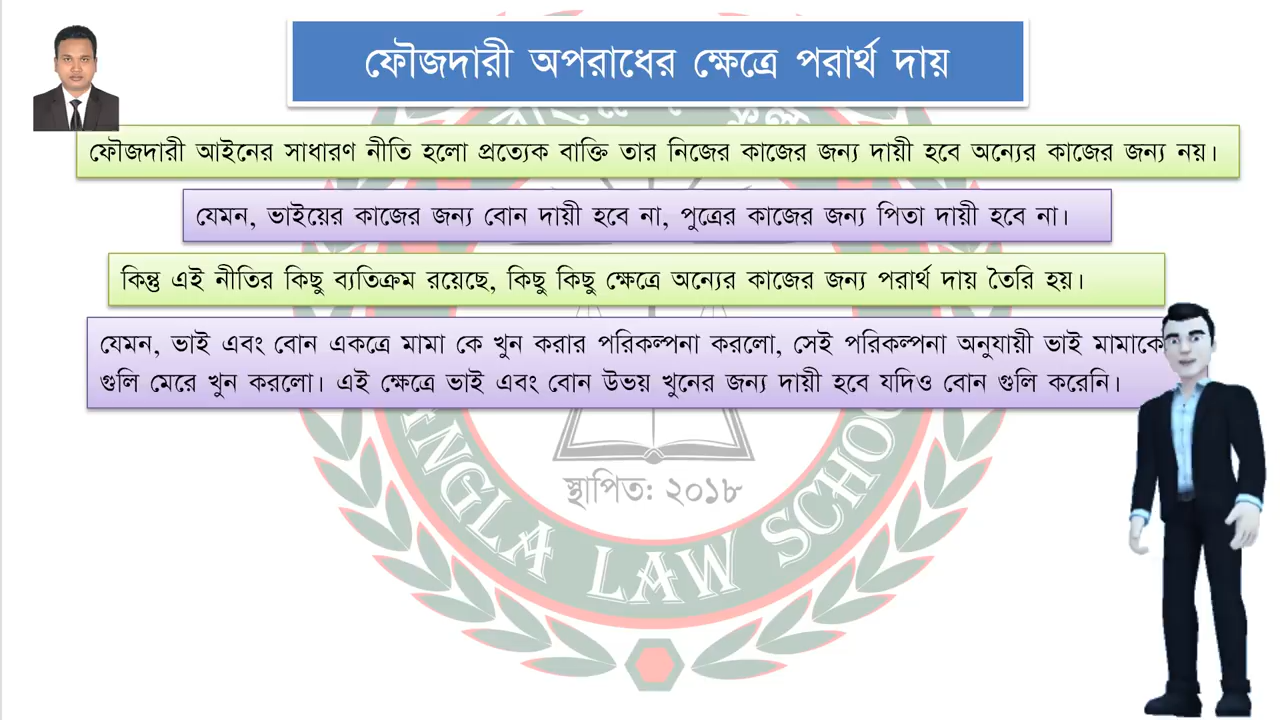 ফৌজদারী অপরাধের ক্ষেত্রে পরার্থ দায়
ফৌজদারী আইনের সাধারণ নীতি হলো প্রত্যেক ব্যক্তি তার নিজের কাজের জন্য দায়ী হবে অন্যের কাজের জন্য নয়।
যেমন, ভাইয়ের কাজের জন্য বোন দায়ী হবে না, পুত্রের কাজের জন্য পিতা দায়ী হবে না।
কিন্তু এই নীতির কিছু ব্যতিক্রম রয়েছে, কিছু কিছু ক্ষেত্রে অন্যের কাজের জন্য পরার্থ দায় তৈরি হয়।
যেমন, ভাই এবং বোন একত্রে মামা কে খুন করার পরিকল্পনা করলো, সেই পরিকল্পনা অনুযায়ী ভাই মামাকে
গুলি মেরে খুন করলো। এই ক্ষেত্রে ভাই এবং বোন উভয় খুনের জন্য দায়ী হবে যদিও বোন গুলি করেনি।
স্থাপিত: ২০১৮
LAW SCHOOL